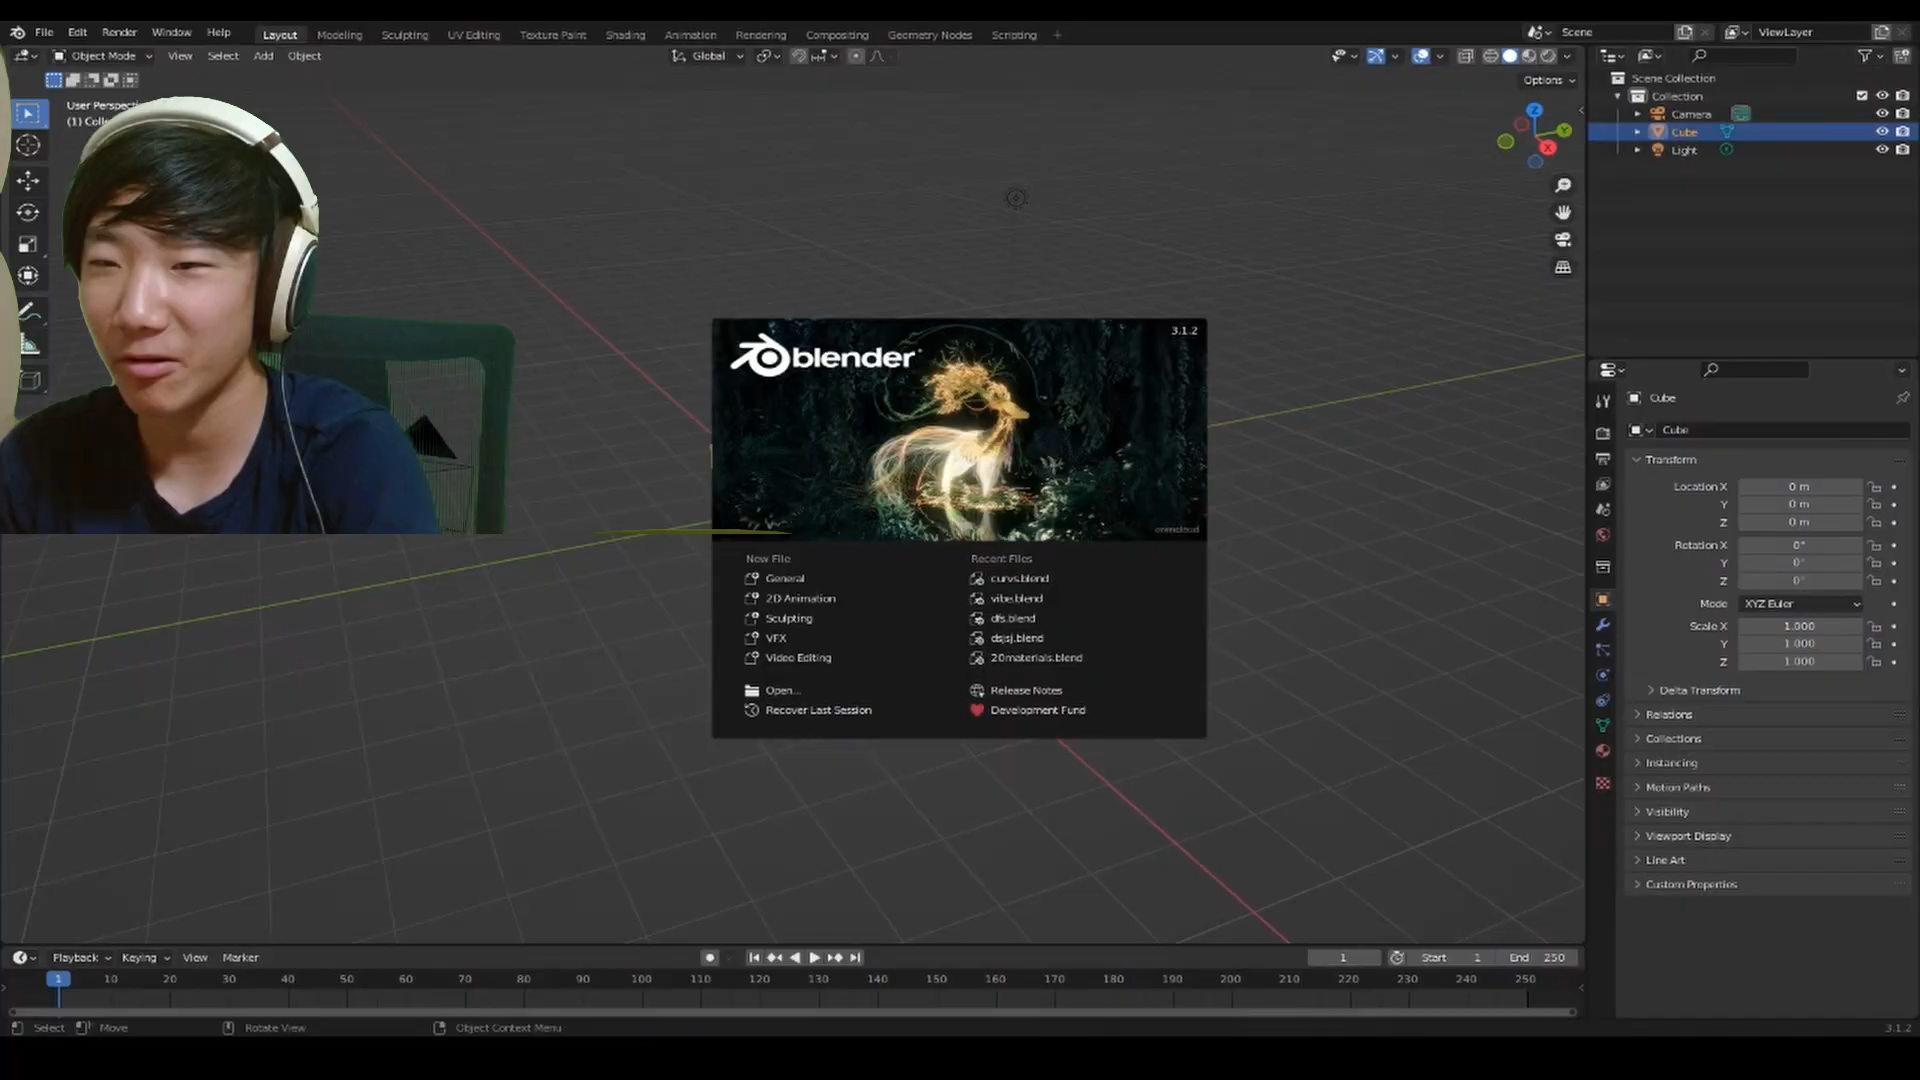 File Edit Render Window Help Layout Modeling Sculpting UV Editing Texture Paint Shading Animation Rendering Compositing Geometry Nodes Scripting + Scene ViewLayer
Object Mode View Select Add Object Global
Options
User Perspecti
(1) Coll
Scene Collection
Collection
Camera
Cube
Light
Z
Y
X
3.1.2
blender
New File
General
2D Animation
Sculpting
VFX
Video Editing
Open...
Recover Last Session
Recent Files
curvs.blend
vibe.blend
dfs.blend
dsjsj.blend
20materials.blend
Release Notes
Development Fund
Cube
Cube
Transform
Location X 0 m
Y 0 m
Z 0 m
Rotation X 0°
Y 0°
Z 0°
Mode XYZ Euler
Scale X 1.000
Y 1.000
Z 1.000
Delta Transform
Relations
Collections
Instancing
Motion Paths
Visibility
Viewport Display
Line Art
Custom Properties
Playback Keying View Marker 1 Start 1 End 250
1 10 20 30 40 50 60 70 80 90 100 110 120 130 140 150 160 170 180 190 200 210 220 230 240 250
Select Move Rotate View Object Context Menu 3.1.2